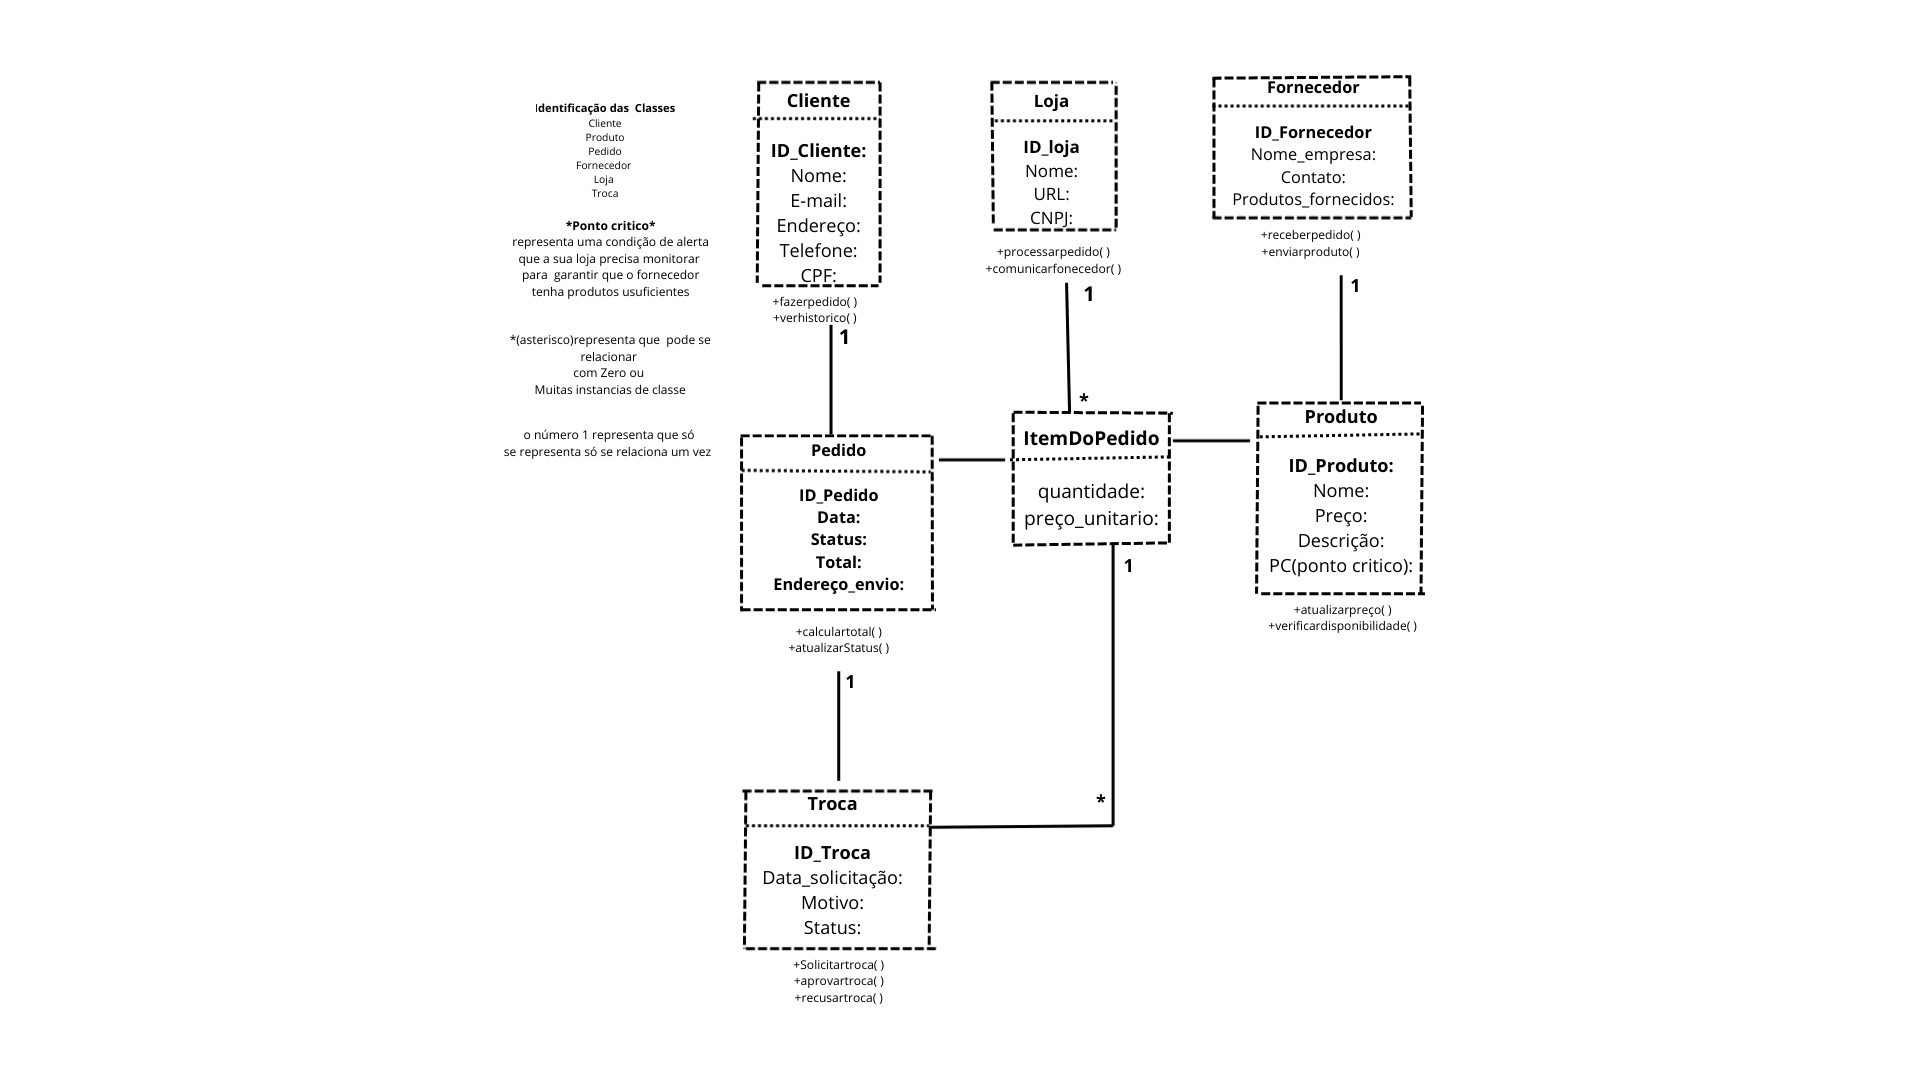 Identificação das Classes
Cliente
Produto
Pedido
Fornecedor
Loja
Troca
*Ponto critico*
representa uma condição de alerta
que a sua loja precisa monitorar
para garantir que o fornecedor
tenha produtos usuficientes
*(asterisco)representa que pode se
relacionar
com Zero ou
Muitas instancias de classe
o número 1 representa que só
se representa só se relaciona um vez
Cliente
ID_Cliente:
Nome:
E-mail:
Endereço:
Telefone:
CPF:
+fazerpedido( )
+verhistorico( )
1
Loja
ID_loja
Nome:
URL:
CNPJ:
+processarpedido( )
+comunicarfonecedor( )
1
*
Fornecedor
ID_Fornecedor
Nome_empresa:
Contato:
Produtos_fornecidos:
+receberpedido( )
+enviarproduto( )
1
Pedido
ID_Pedido
Data:
Status:
Total:
Endereço_envio:
+calculartotal( )
+atualizarStatus( )
1
ItemDoPedido
quantidade:
preço_unitario:
1
*
Produto
ID_Produto:
Nome:
Preço:
Descrição:
PC(ponto critico):
+atualizarpreço( )
+verificardisponibilidade( )
Troca
ID_Troca
Data_solicitação:
Motivo:
Status:
+Solicitartroca( )
+aprovartroca( )
+recusartroca( )